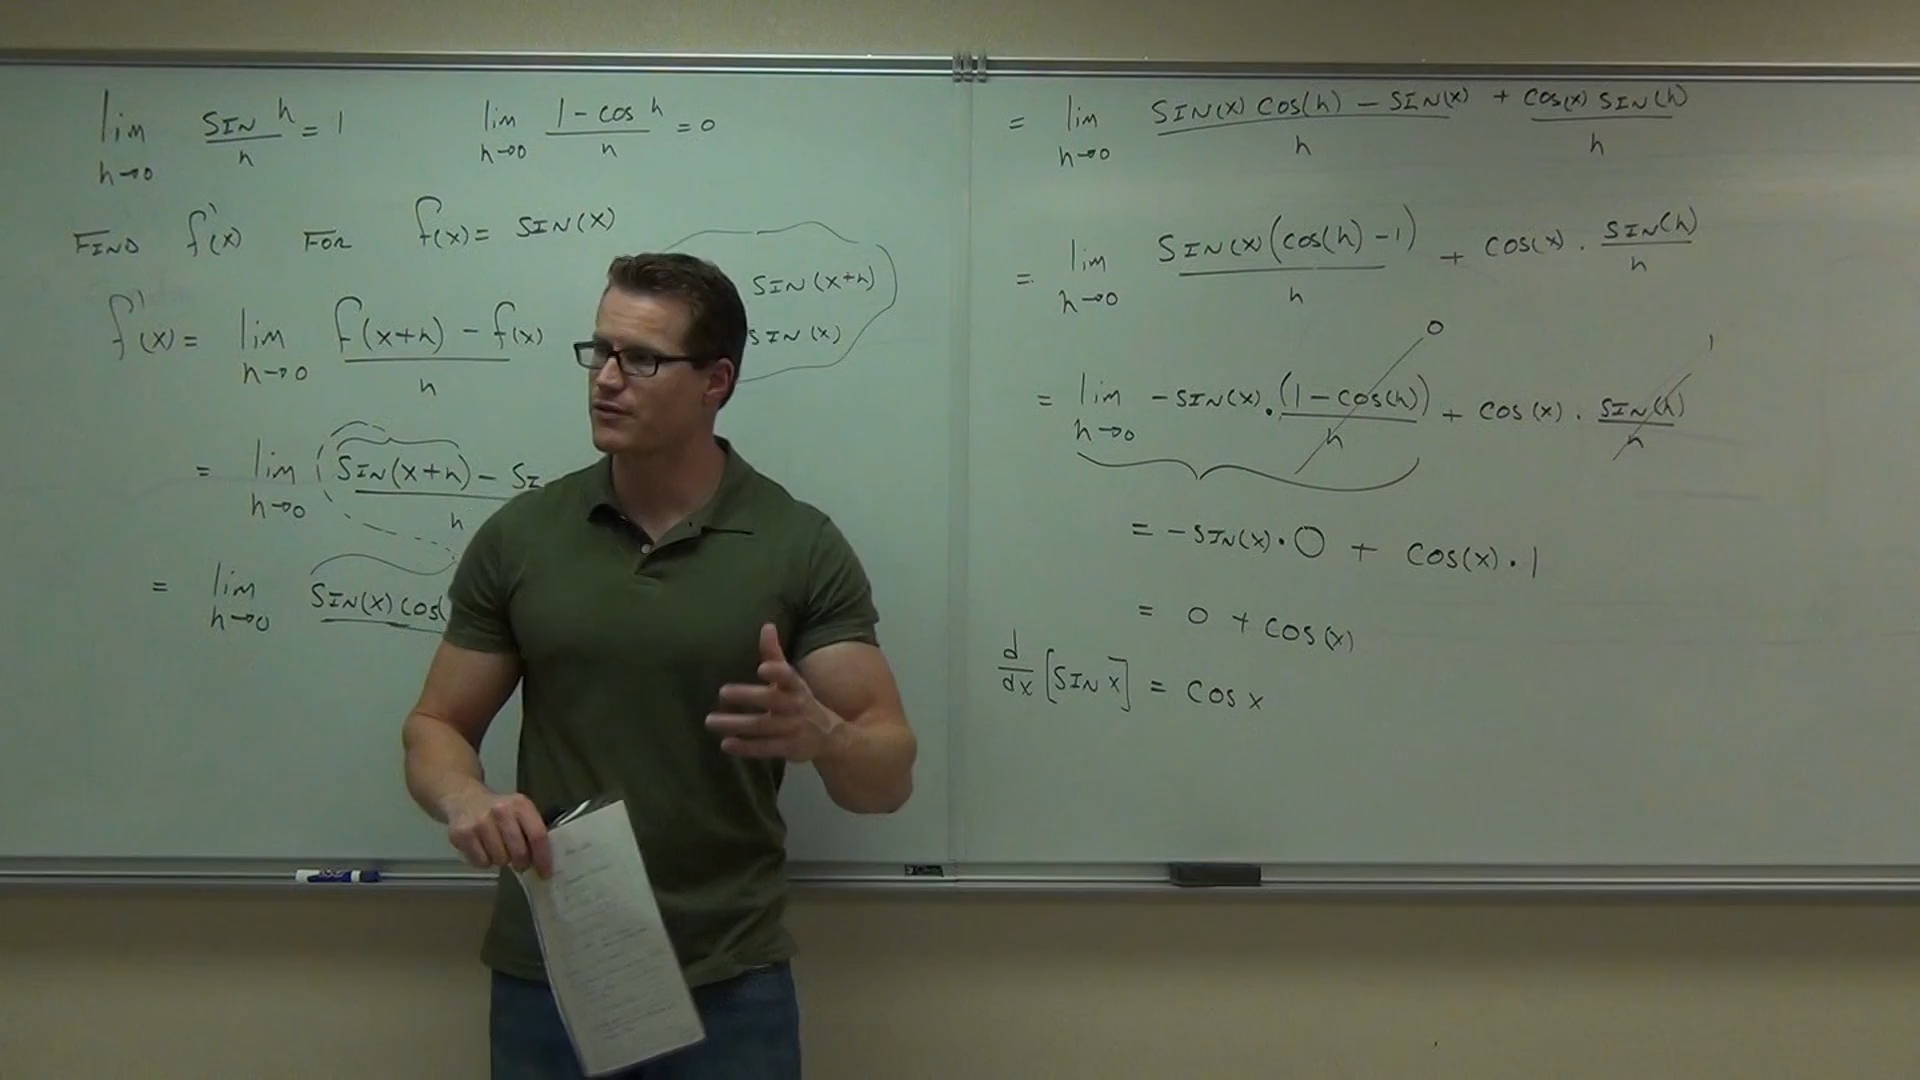 lim h→0 SIN h / h = 1
lim h→0 1 - cos h / h = 0
FIND f'(x) FOR f(x) = SIN(x)
SIN(x+h)
SIN(x)
f'(x) = lim h→0 f(x+h) - f(x) / h
= lim h→0 SIN(x+h) - SI / h
= lim h→0 SIN(x) cos(
= lim h→0 SIN(x) cos(h) - SIN(x) / h + cos(x) SIN(h) / h
= lim h→0 SIN(x)(cos(h) - 1) / h + cos(x) · SIN(h) / h
0 1
= lim h→0 -SIN(x) · (1 - cos(h)) / h + cos(x) · SIN(h) / h
= -SIN(x) · 0 + cos(x) · 1
= 0 + cos(x)
d/dx [SIN x] = cos x